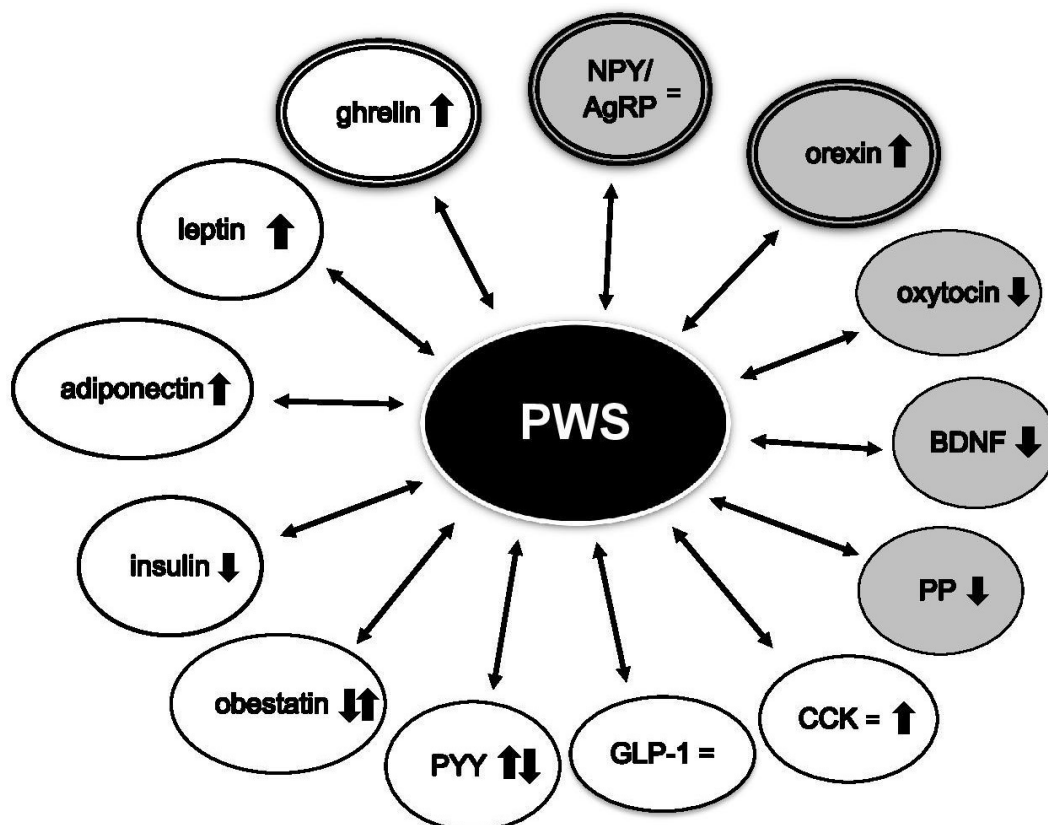 NPY/
AgRP =
ghrelin ↑
orexin ↑
leptin ↑
oxytocin ↓
adiponectin ↑
PWS
BDNF ↓
insulin ↓
PP ↓
obestatin ↓↑
CCK = ↑
PYY ↑↓
GLP-1 =